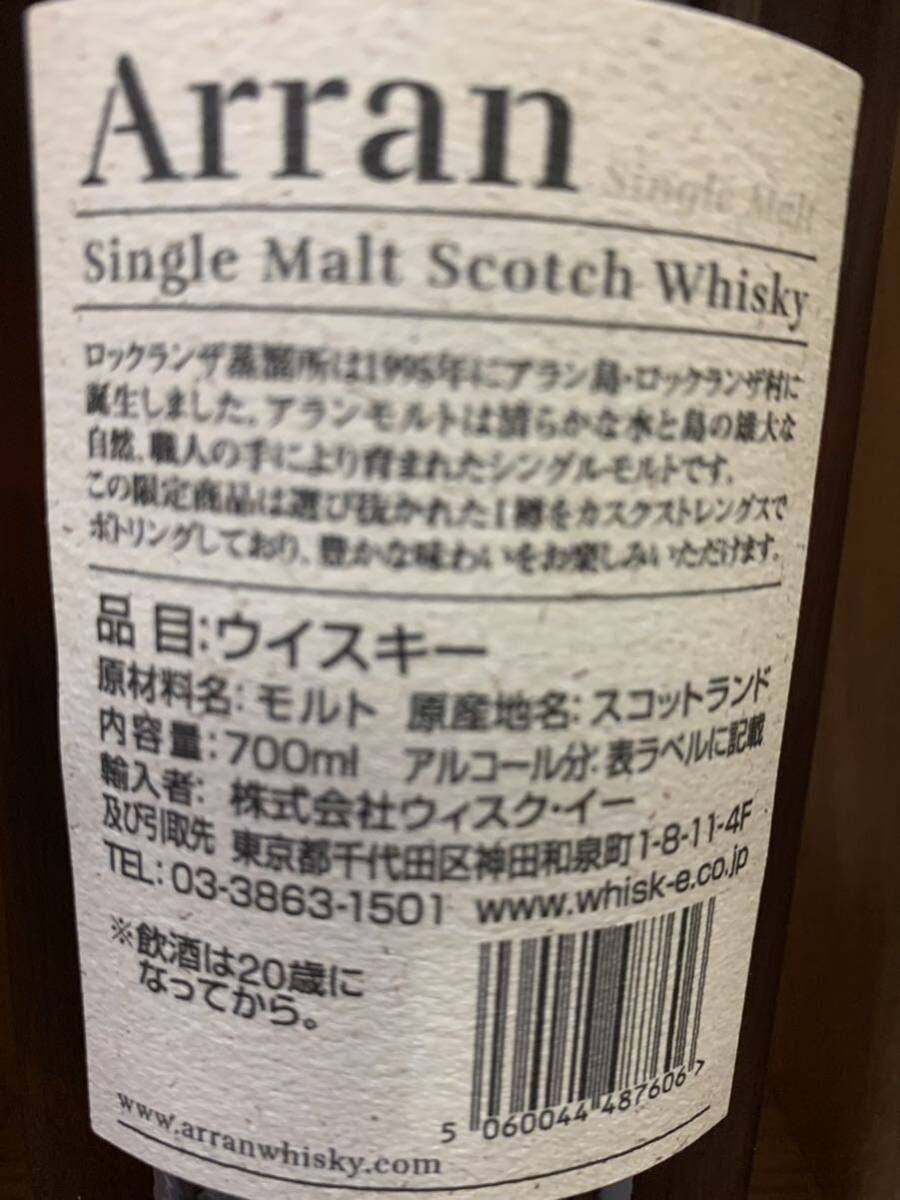 Arran
Single Malt
Single Malt Scotch Whisky
ロックランザ蒸溜所は1995年にアラン島・ロックランザ村に
誕生しました。アランモルトは清らかな水と島の雄大な
自然、職人の手により育まれたシングルモルトです。
この限定商品は選び抜かれた1樽をカスクストレングスで
ボトリングしており、豊かな味わいをお楽しみいただけます。
品目:ウイスキー
原材料名:モルト 原産地名:スコットランド
内容量:700ml アルコール分:表ラベルに記載
輸入者: 株式会社ウィスク・イー
及び引取先 東京都千代田区神田和泉町1-8-11-4F
TEL:03-3863-1501 www.whisk-e.co.jp
※飲酒は20歳に
なってから。
5 060044 487606 >
www.arranwhisky.com